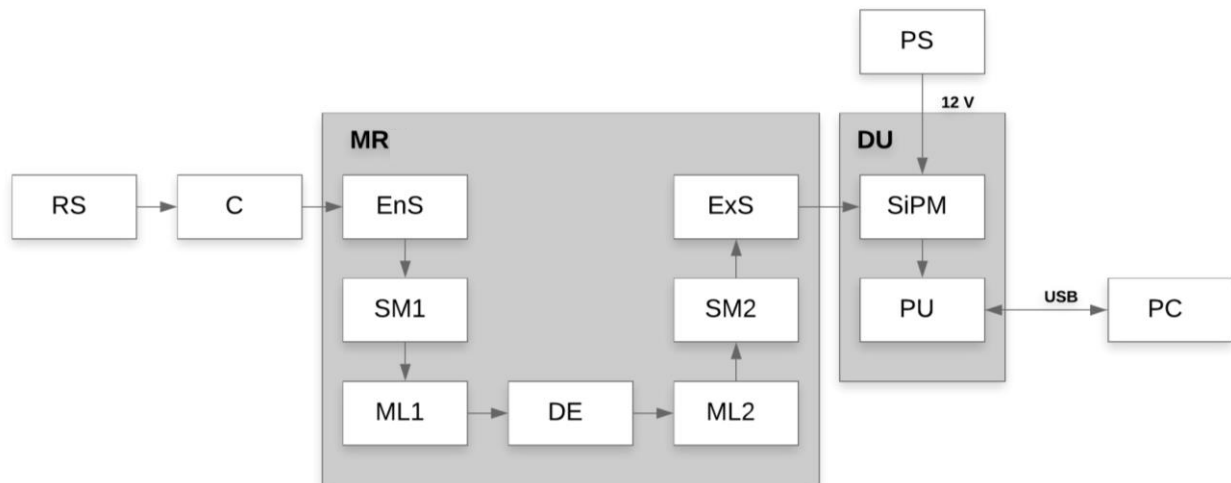 PS
12 V
MR
DU
RS
C
EnS
ExS
SiPM
SM1
SM2
PU
USB
PC
ML1
DE
ML2